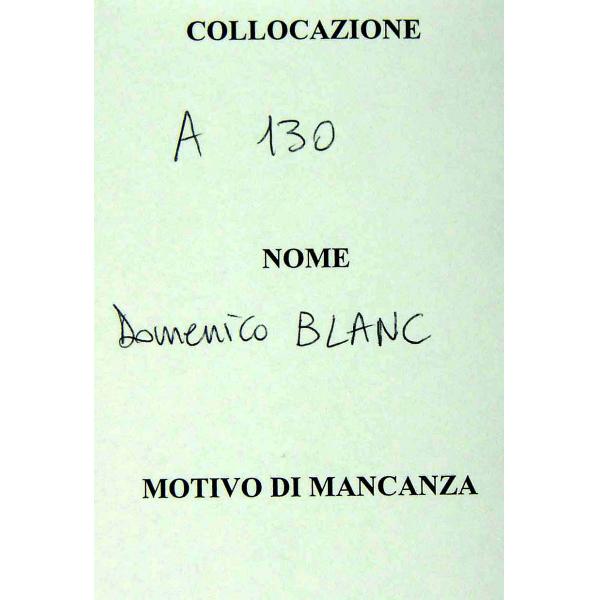 COLLOCAZIONE
A 130
NOME
Domenico BLANC
MOTIVO DI MANCANZA